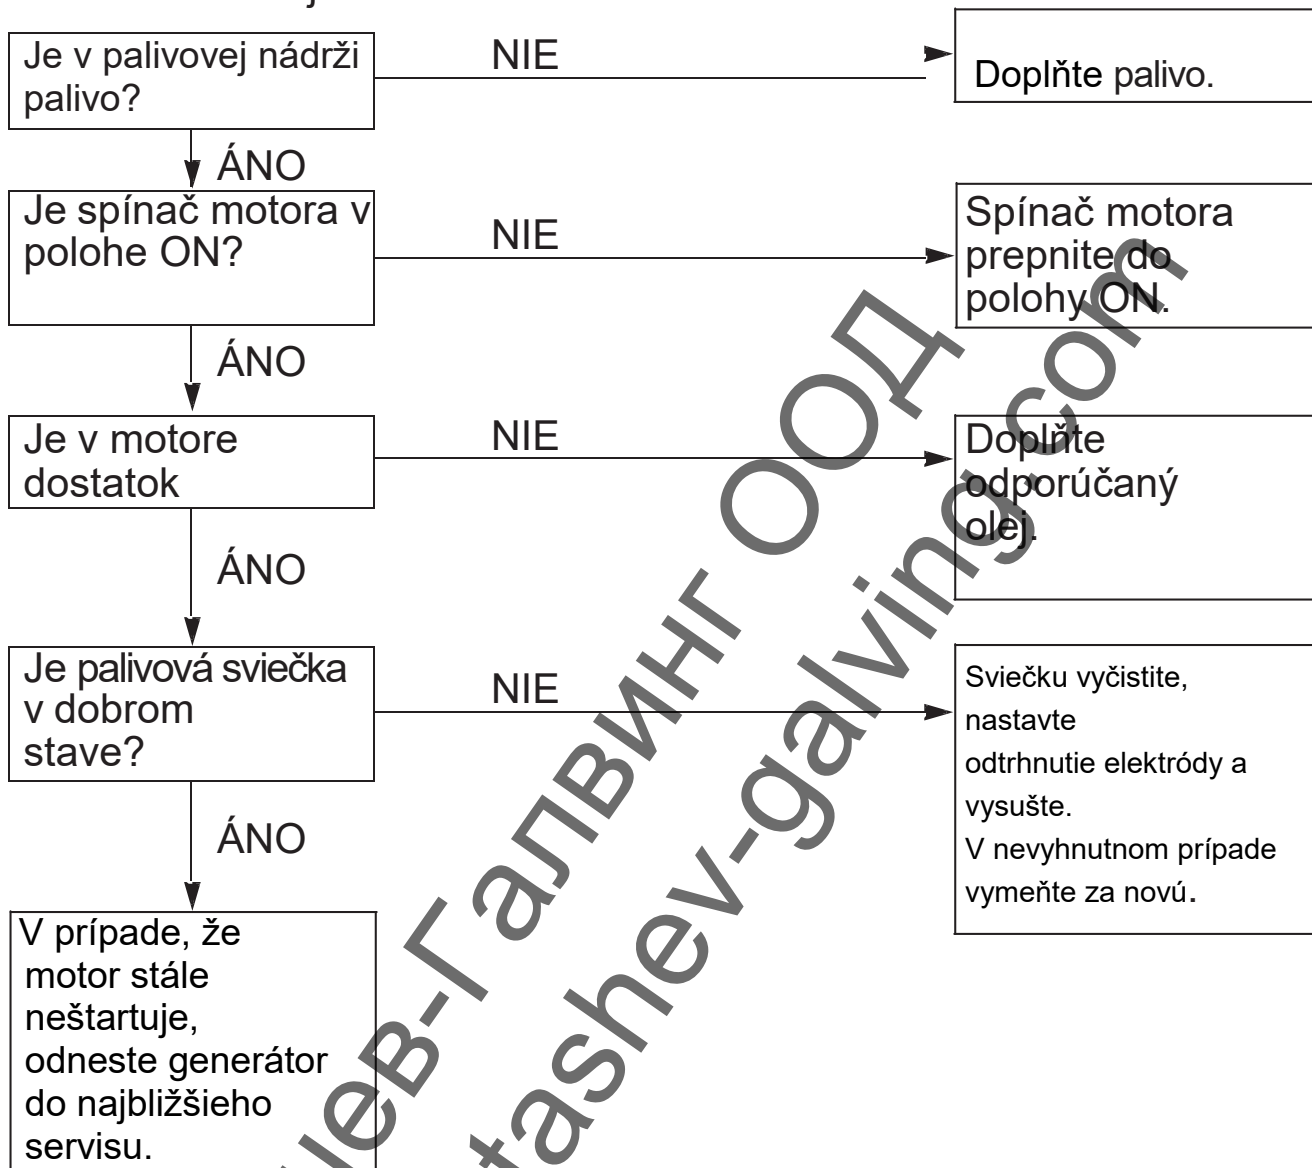 Je v palivovej nádrži
palivo?
NIE
Doplňte palivo.
ÁNO
Je spínač motora v
polohe ON?
NIE
Spínač motora
prepnite do
polohy ON.
ÁNO
Je v motore
dostatok
NIE
Doplňte
odporúčaný
olej.
ÁNO
Je palivová sviečka
v dobrom
stave?
NIE
Sviečku vyčistite,
nastavte
odtrhnutie elektródy a
vysušte.
V nevyhnutnom prípade
vymeňte za novú.
ÁNO
V prípade, že
motor stále
neštartuje,
odneste generátor
do najbližšieho
servisu.